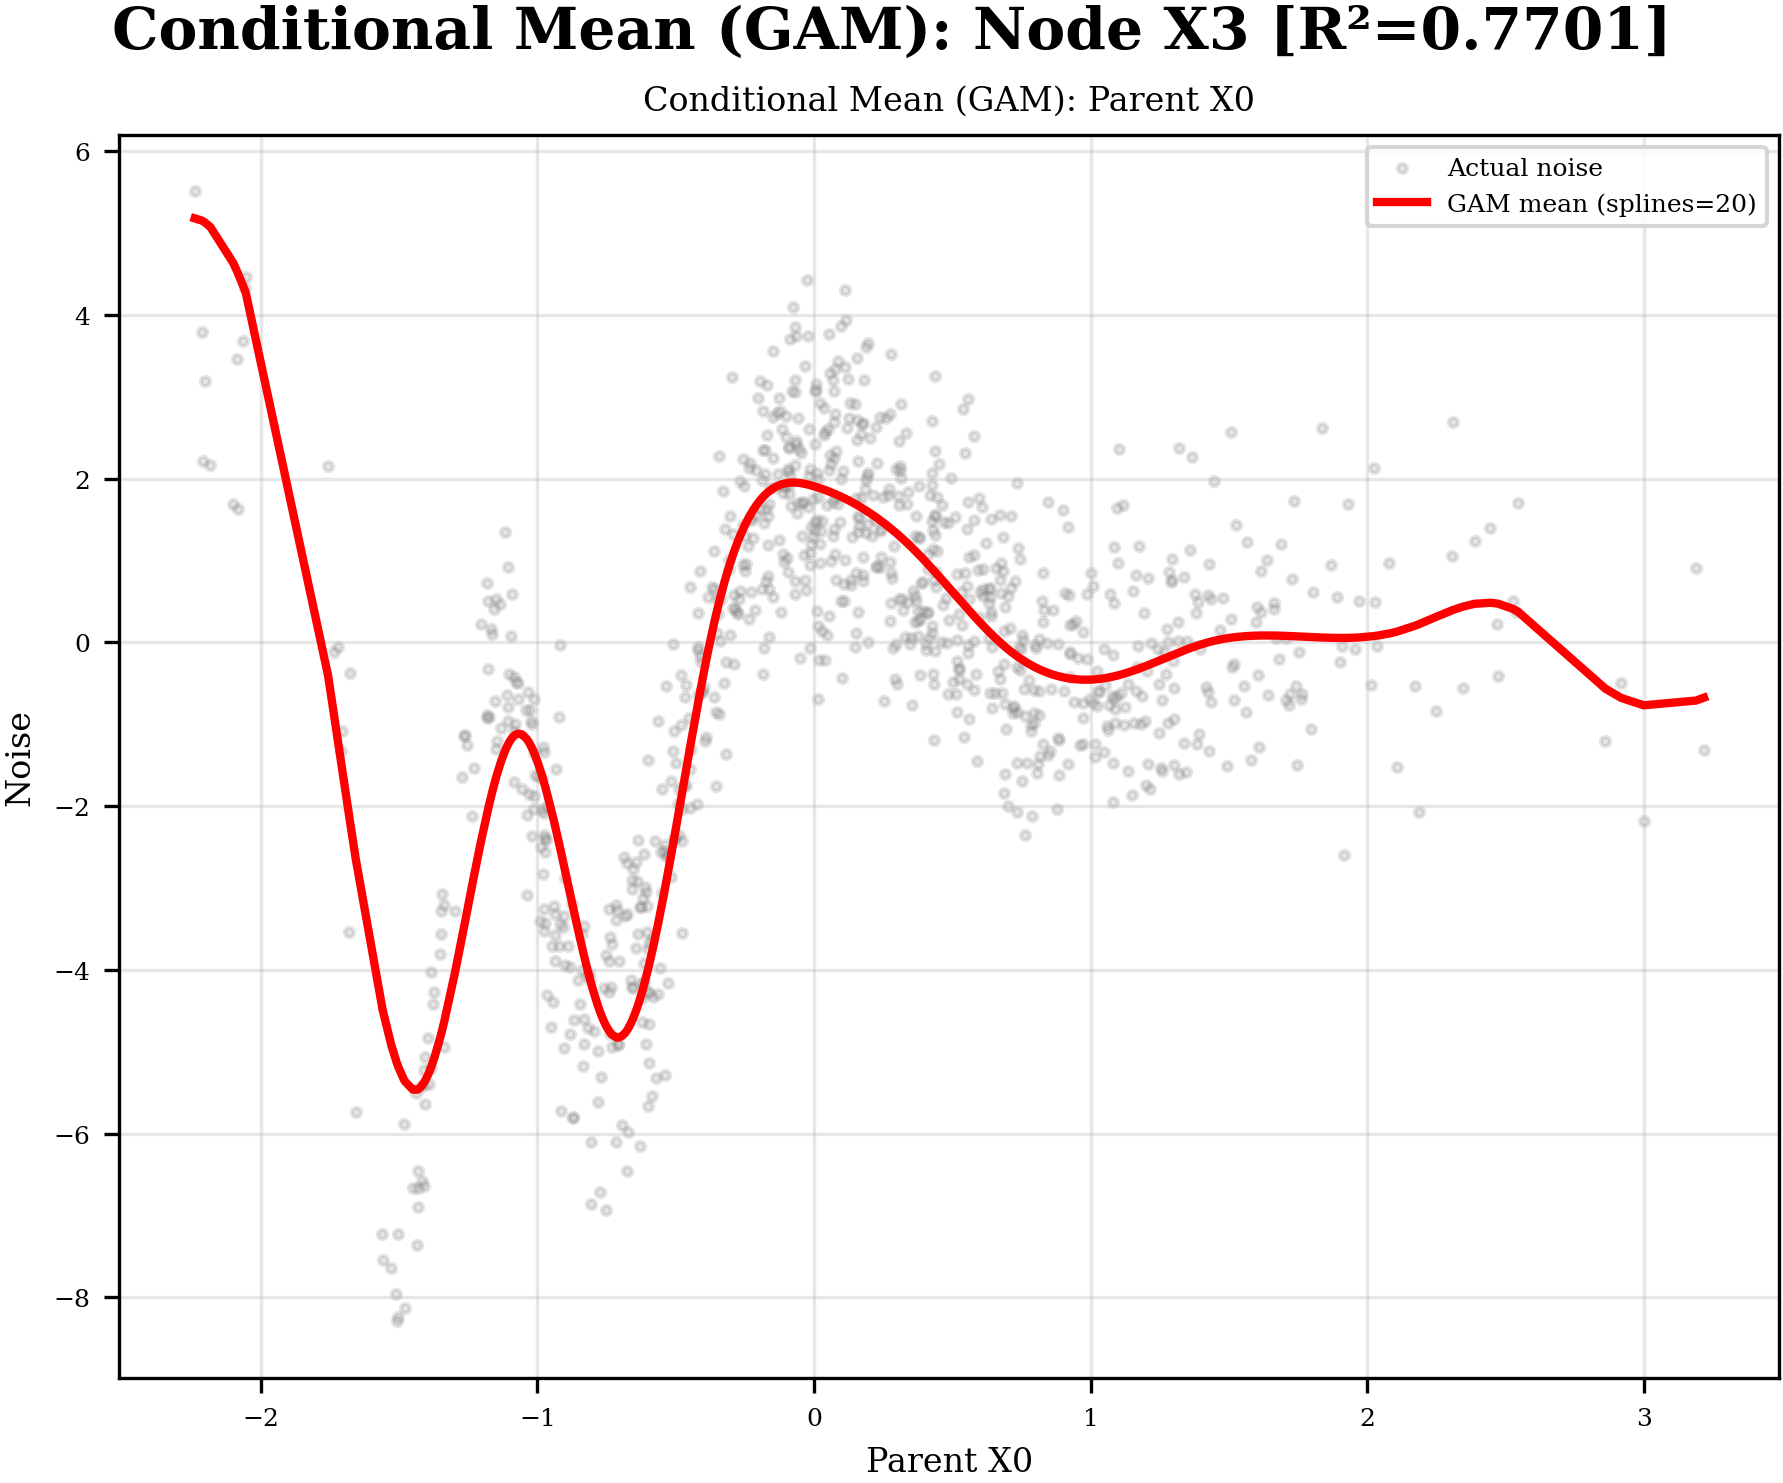 Conditional Mean (GAM): Node X3 [R²=0.7701]
Conditional Mean (GAM): Parent X0
Actual noise
GAM mean (splines=20)
6
4
2
0
−2
−4
−6
−8
Noise
−2
−1
0
1
2
3
Parent X0